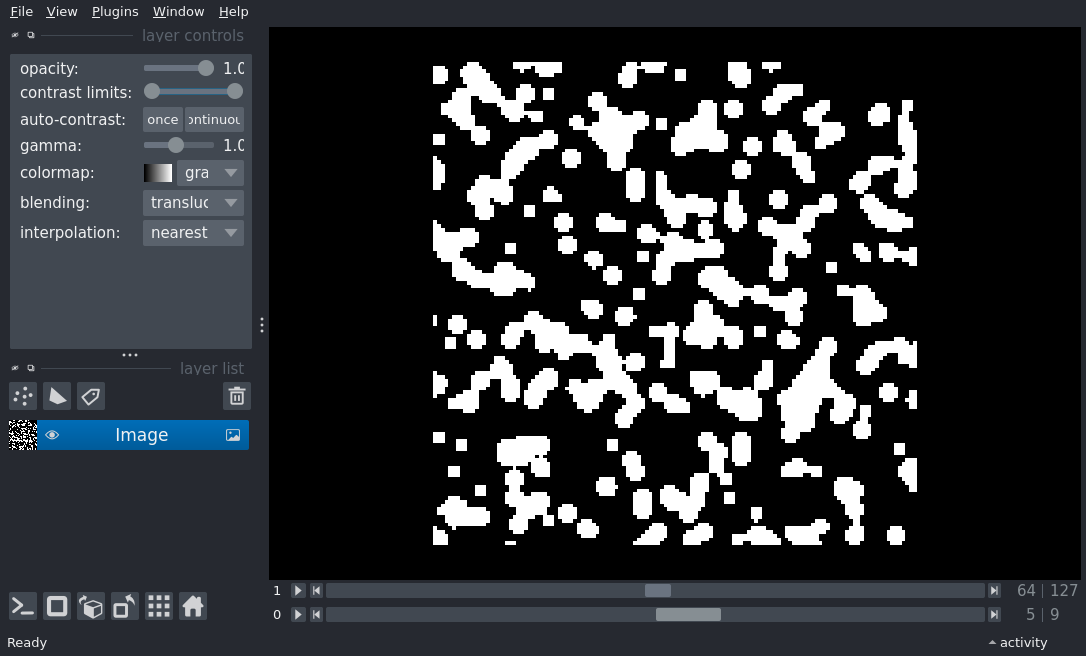 File View Plugins Window Help
layer controls
opacity: 1.0
contrast limits:
auto-contrast: once ontinuou
gamma: 1.0
colormap: gra
blending: transluc
interpolation: nearest
layer list
Image
1 64 | 127
0 5 | 9
Ready activity